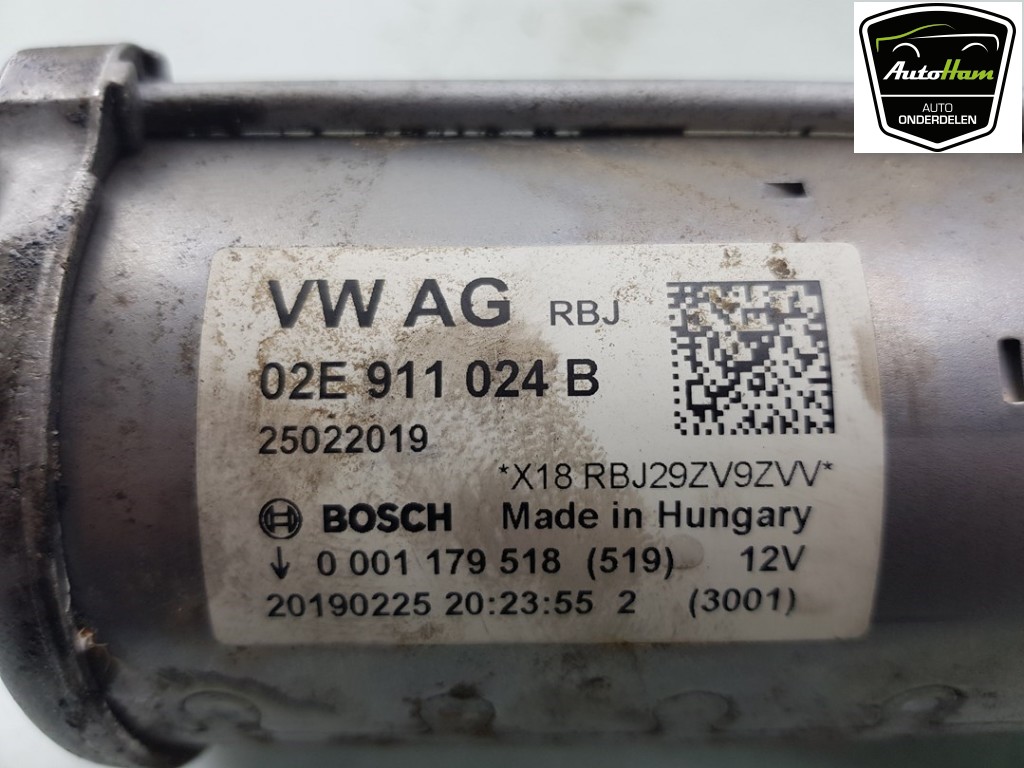 AutoHam
AUTO
ONDERDELEN
VW AG RBJ
02E 911 024 B
25022019
*X18 RBJ29ZV9ZVV*
BOSCH Made in Hungary
↓ 0 001 179 518 (519) 12V
20190225 20:23:55 2 (3001)